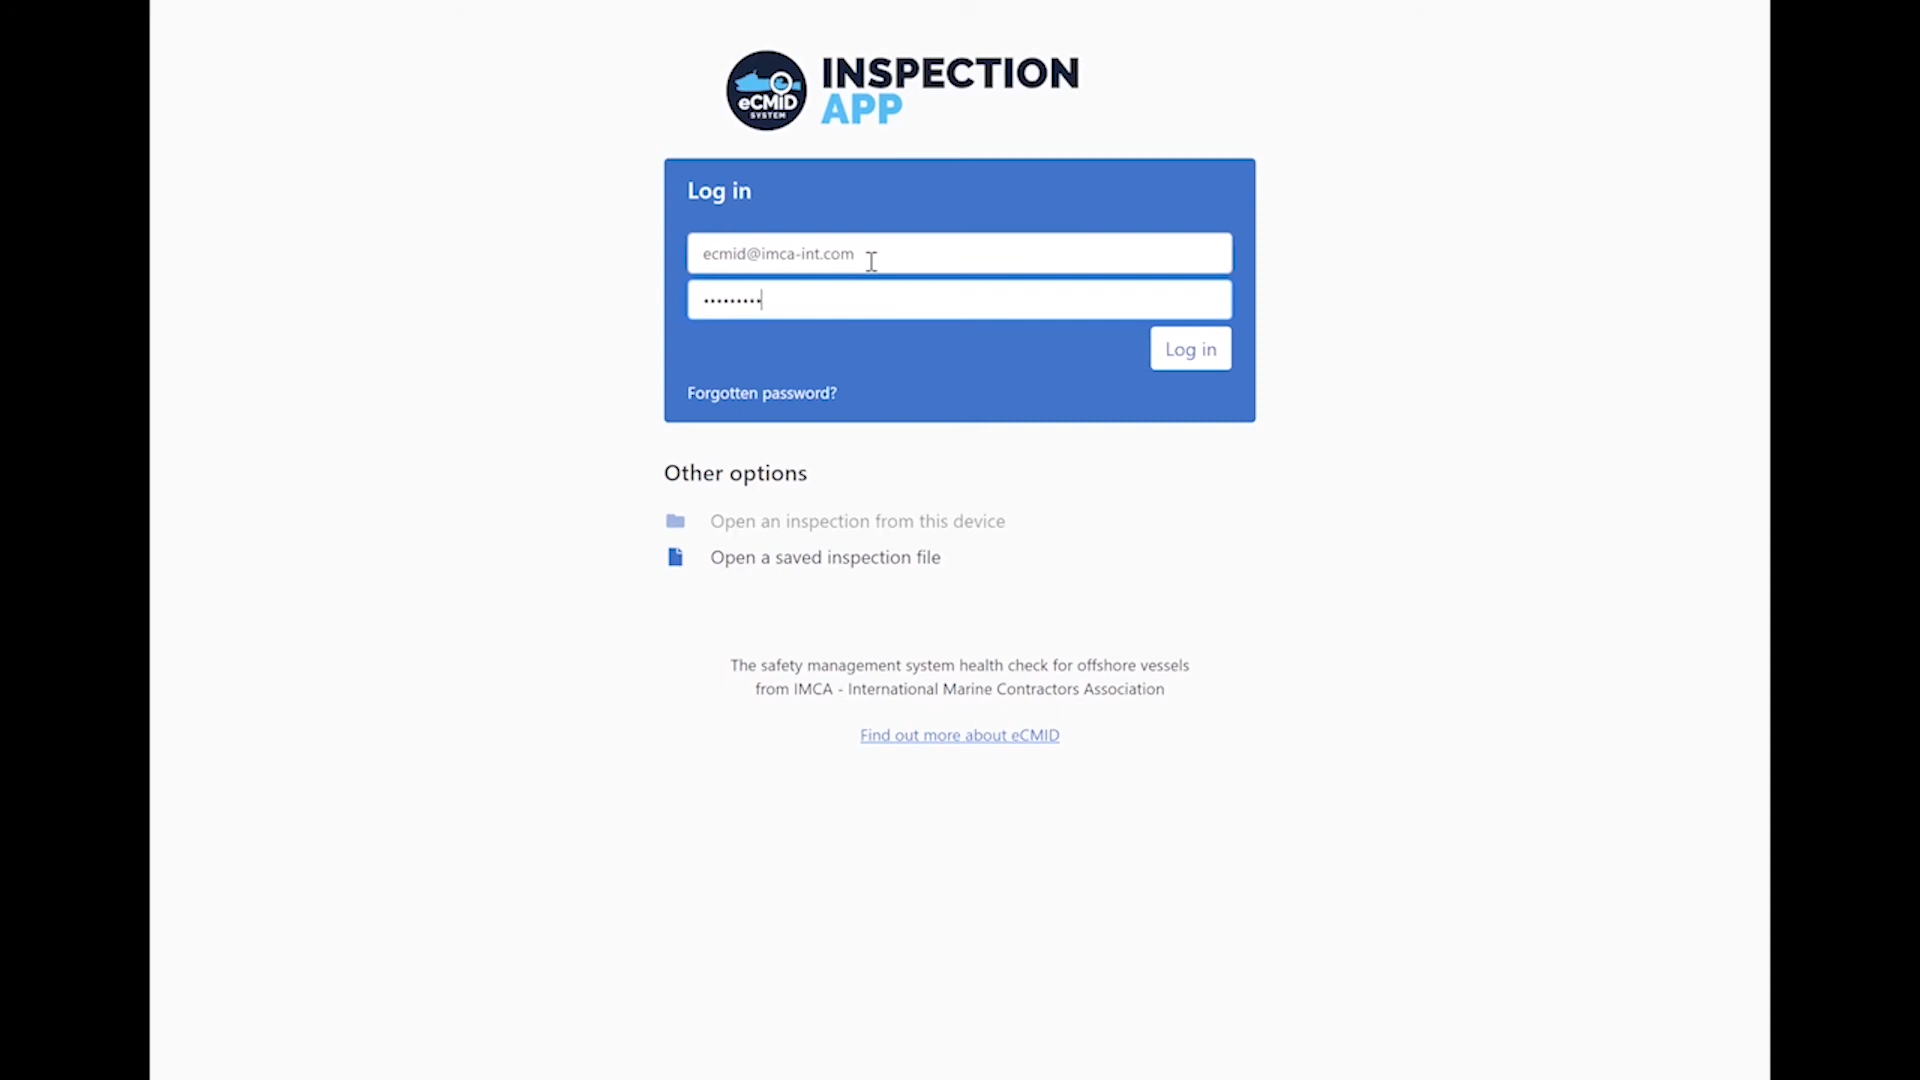 eCMiD
SYSTEM
INSPECTION
APP
Log in
ecmid@imca-int.com
•••••••••
Log in
Forgotten password?
Other options
Open an inspection from this device
Open a saved inspection file
The safety management system health check for offshore vessels
from IMCA - International Marine Contractors Association
Find out more about eCMID